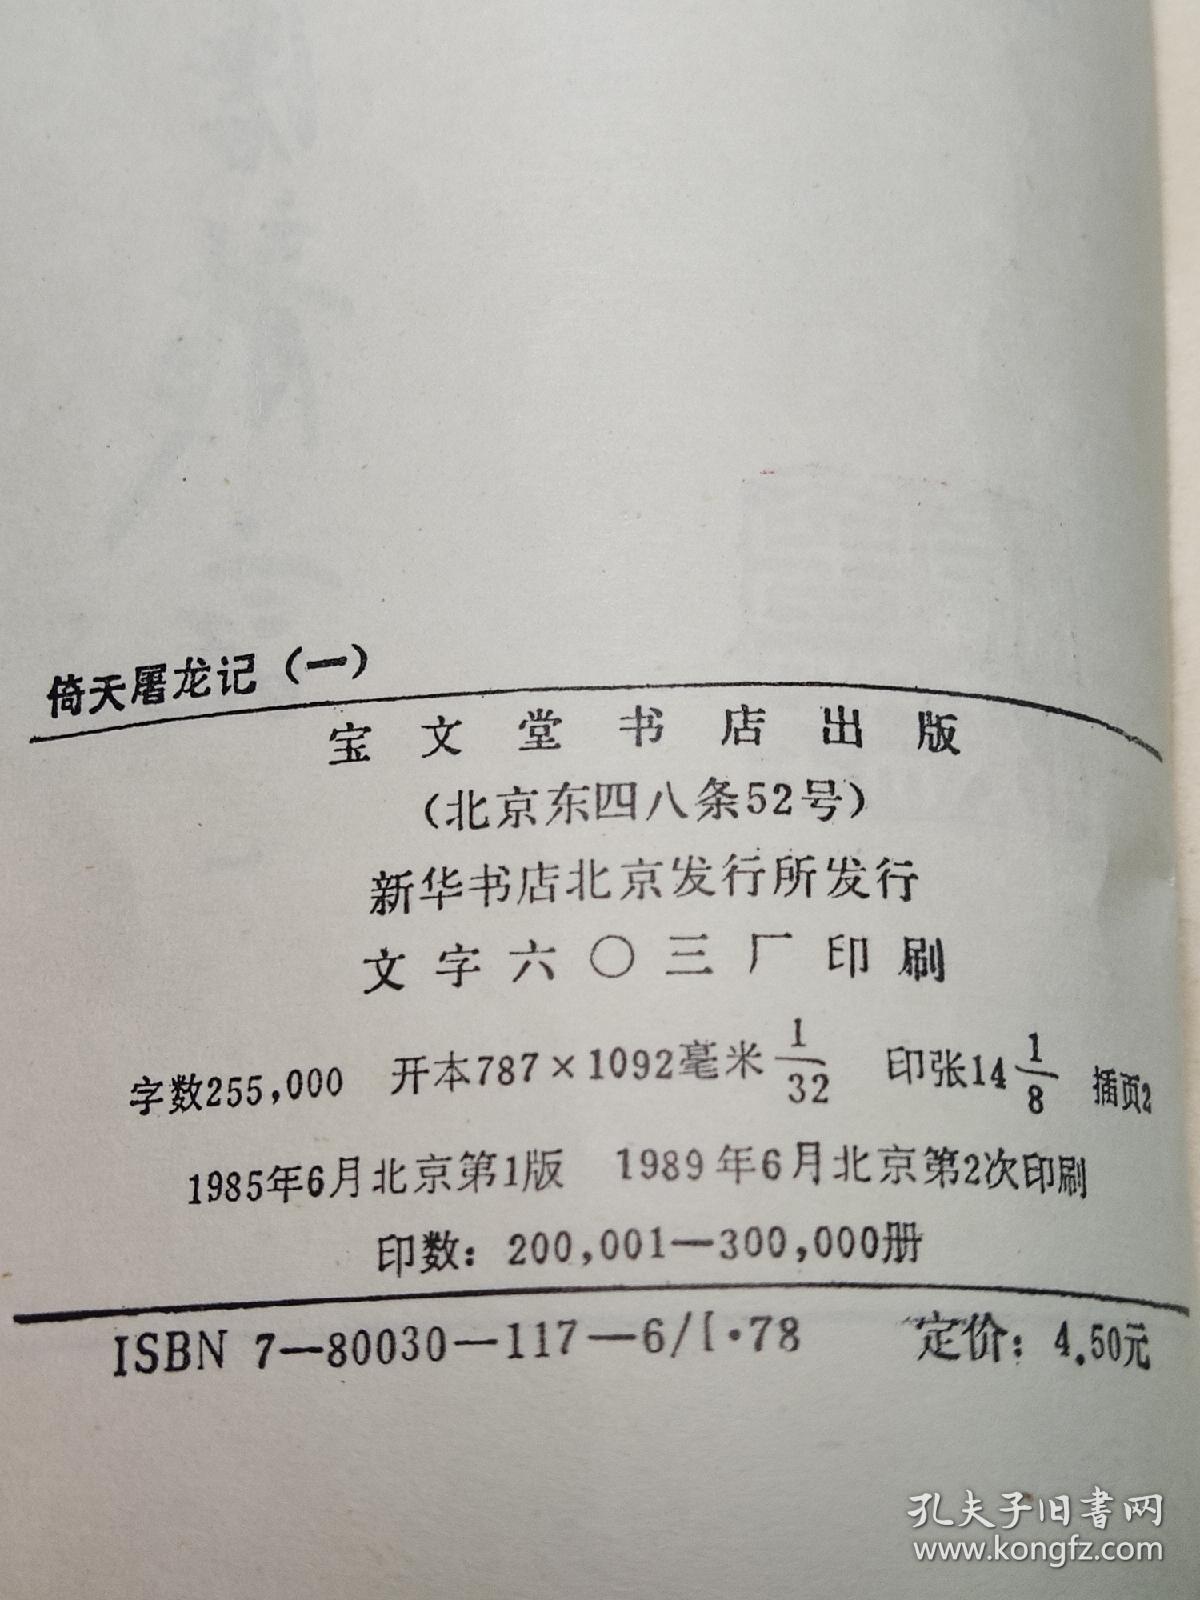 倚天屠龙记（一）
宝文堂书店出版
（北京东四八条52号）
新华书店北京发行所发行
文字六〇三厂印刷
字数255,000 开本787×1092毫米1/32 印张14 1/8 插页2
1985年6月北京第1版 1989年6月北京第2次印刷
印数：200,001—300,000册
ISBN 7—80030—117—6/I·78 定价：4.50元
孔夫子旧书网
www.kongfz.com